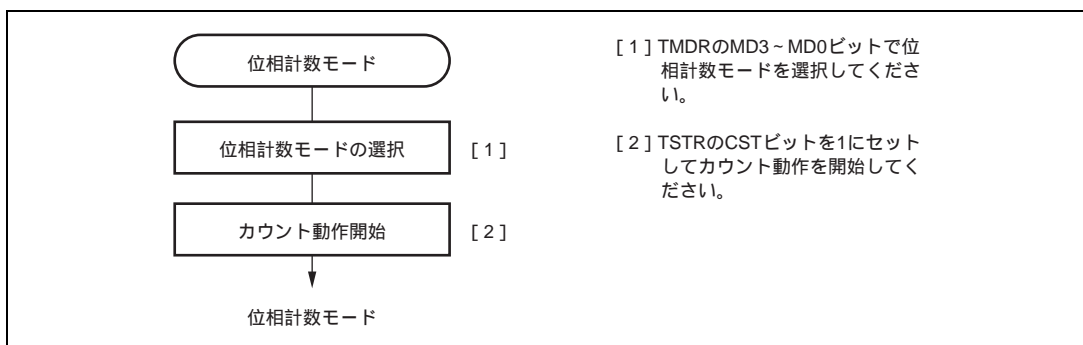 位相計数モード
位相計数モードの選択 [1]
カウント動作開始 [2]
位相計数モード
[1] TMDRのMD3~MD0ビットで位
相計数モードを選択してくださ
い。
[2] TSTRのCSTビットを1にセット
してカウント動作を開始してく
ださい。